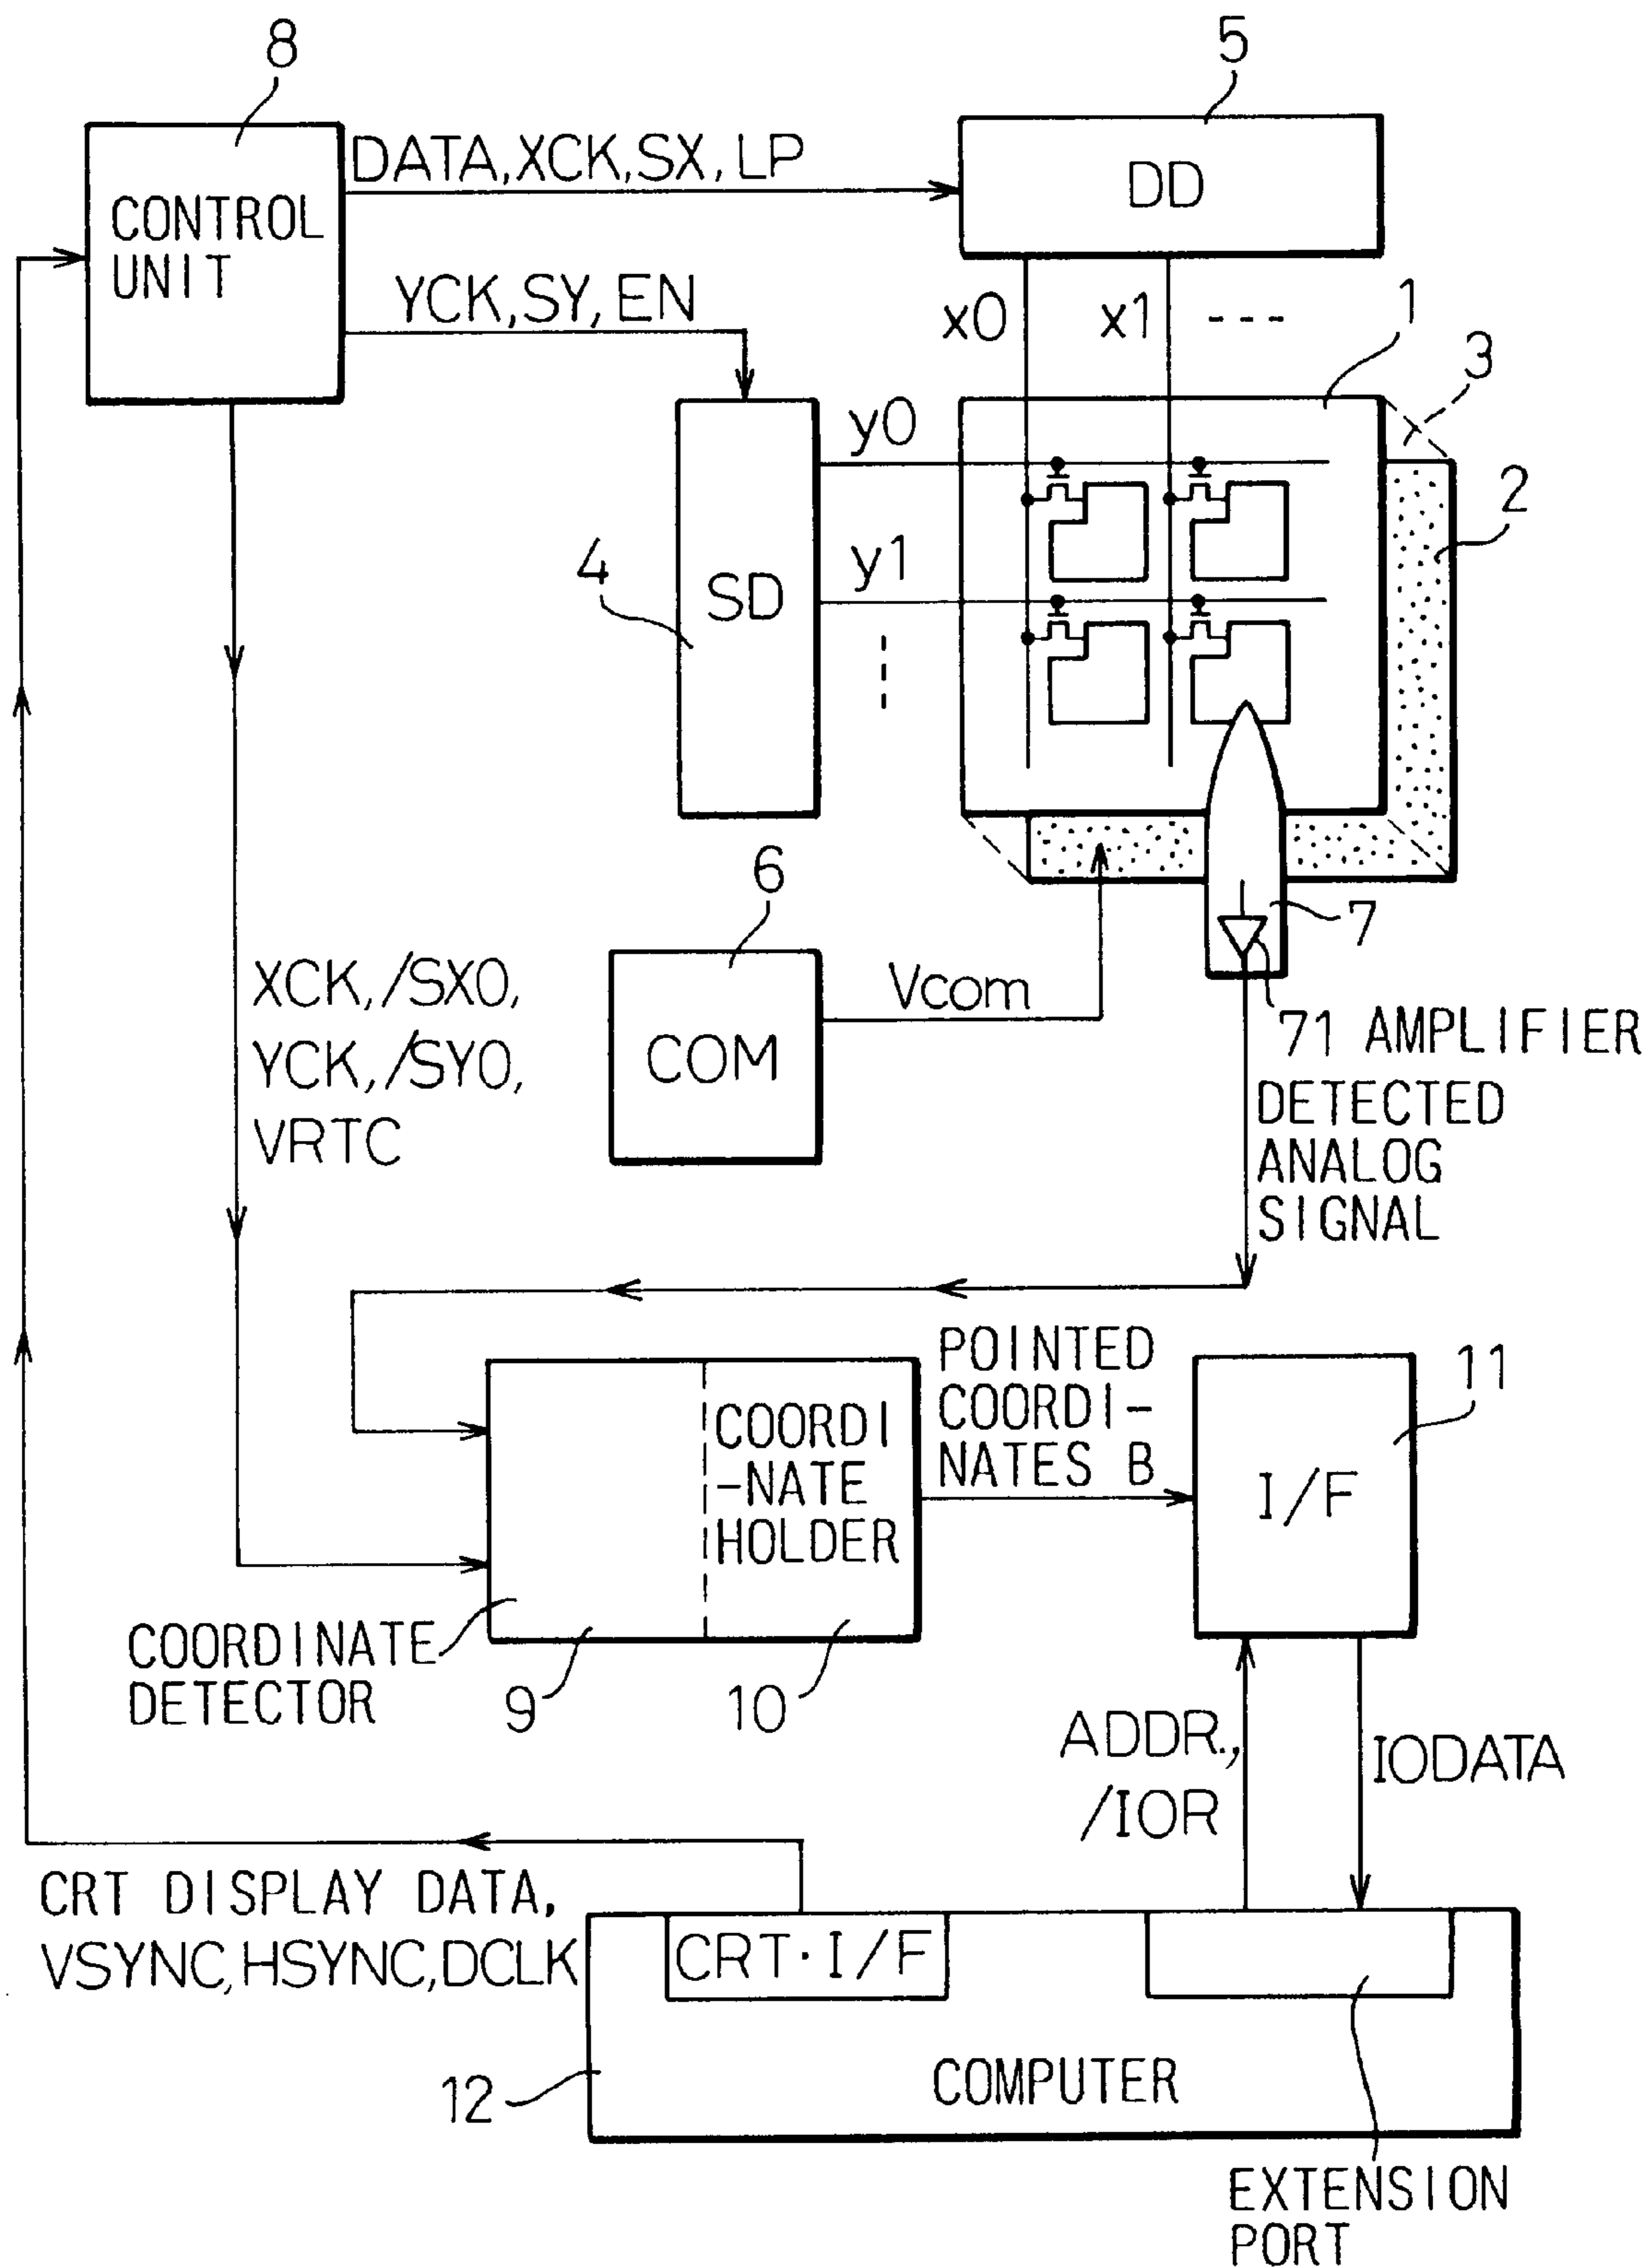 8
5
DATA,XCK,SX,LP
DD
CONTROL
UNIT
YCK,SY,EN
x0
x1
1
3
y0
2
4
SD
y1
6
7
XCK,/SX0,
YCK,/SY0,
VRTC
COM
Vcom
71 AMPLIFIER
DETECTED
ANALOG
SIGNAL
POINTED
COORDI-
NATES B
11
COORDI
-NATE
HOLDER
I/F
COORDINATE
DETECTOR
9
10
ADDR.,
/IOR
IODATA
CRT DISPLAY DATA,
VSYNC,HSYNC,DCLK
CRT·I/F
12
COMPUTER
EXTENSION
PORT